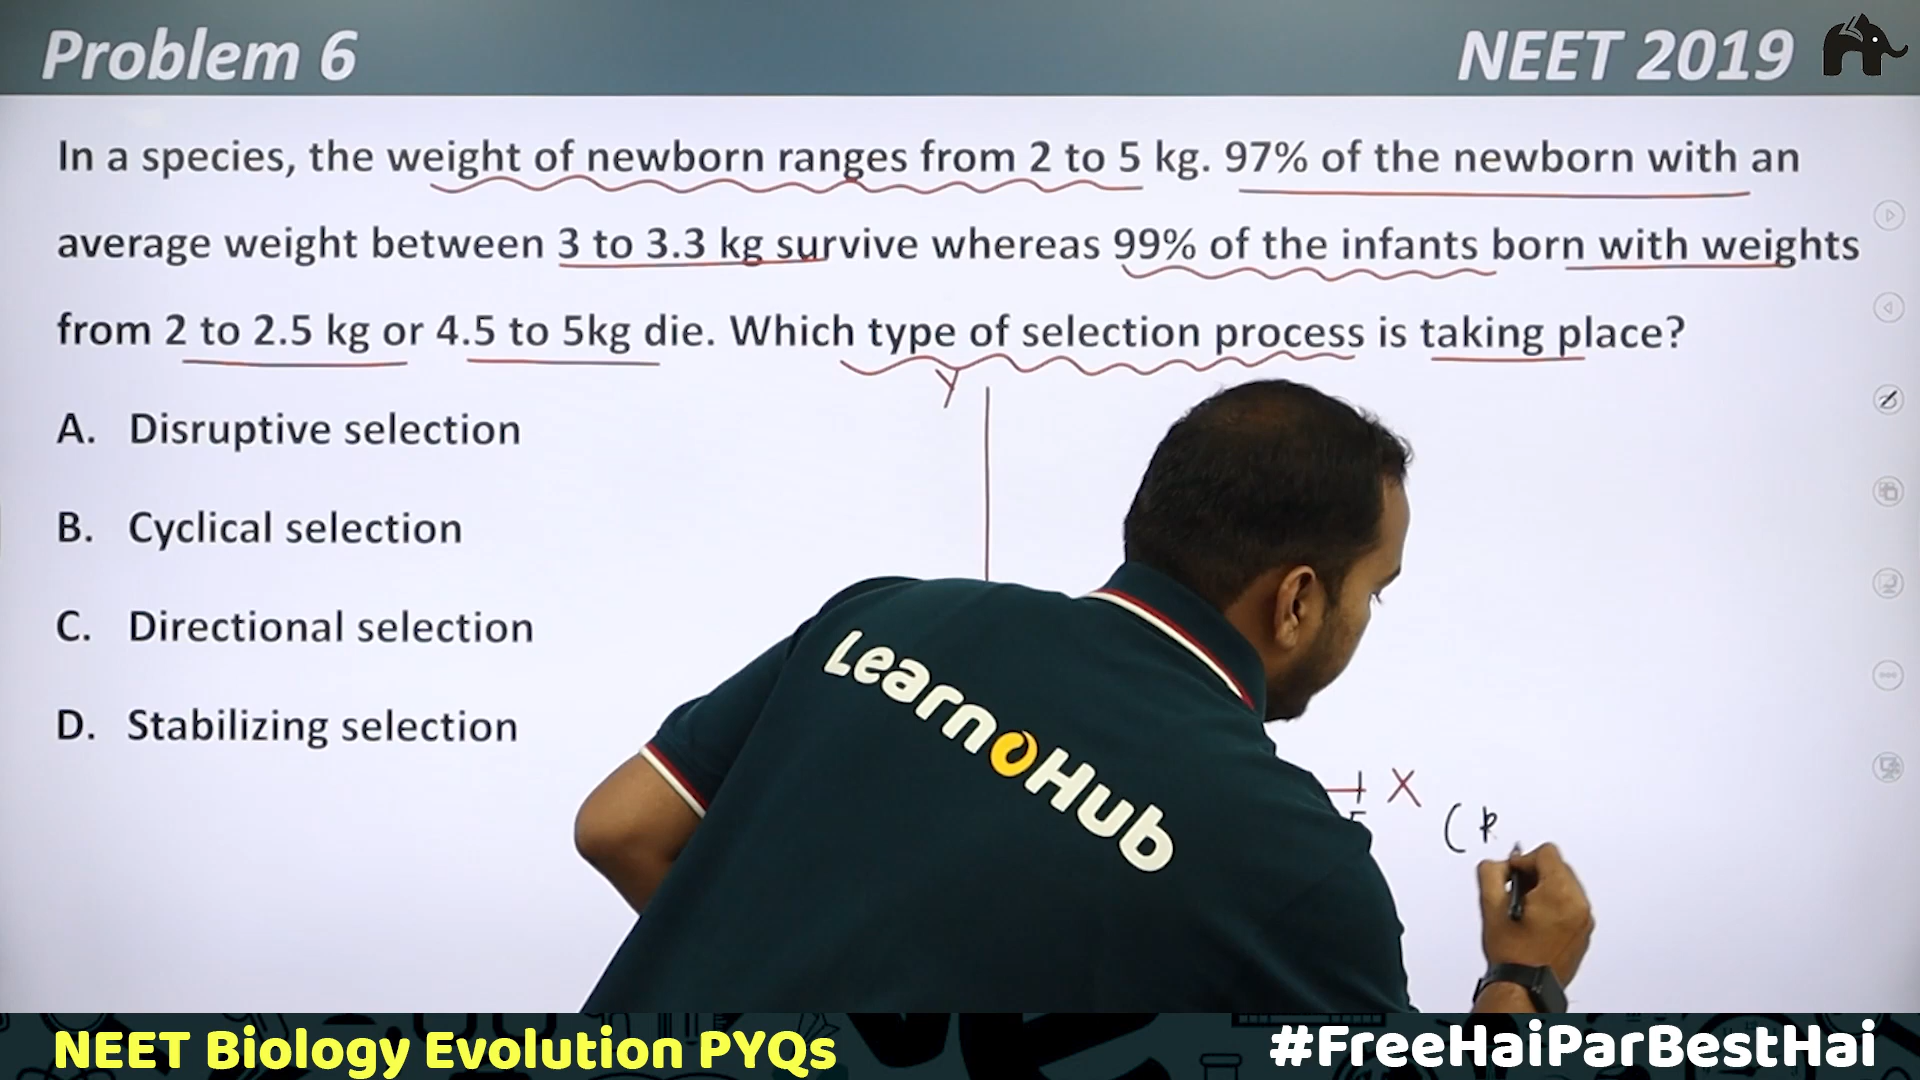 Problem 6
NEET 2019
In a species, the weight of newborn ranges from 2 to 5 kg. 97% of the newborn with an
average weight between 3 to 3.3 kg survive whereas 99% of the infants born with weights
from 2 to 2.5 kg or 4.5 to 5kg die. Which type of selection process is taking place?
A. Disruptive selection
B. Cyclical selection
C. Directional selection
D. Stabilizing selection
Y
LearnoHub
X
(k
NEET Biology Evolution PYQs
#FreeHaiParBestHai